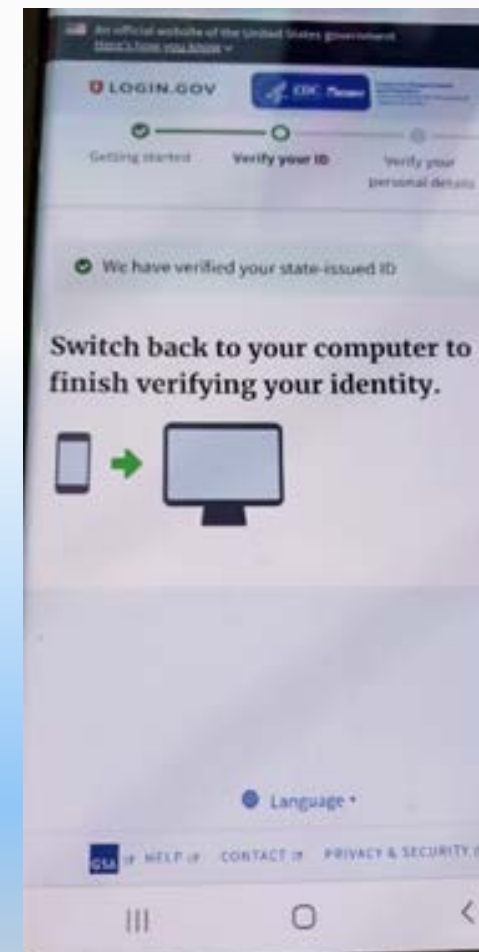 An official website of the United States government
Here's how you know
LOGIN.GOV
CDC
Getting started
Verify your ID
Verify your
personal details
We have verified your state-issued ID
Switch back to your computer to
finish verifying your identity.
Language
GSA HELP CONTACT PRIVACY & SECURITY